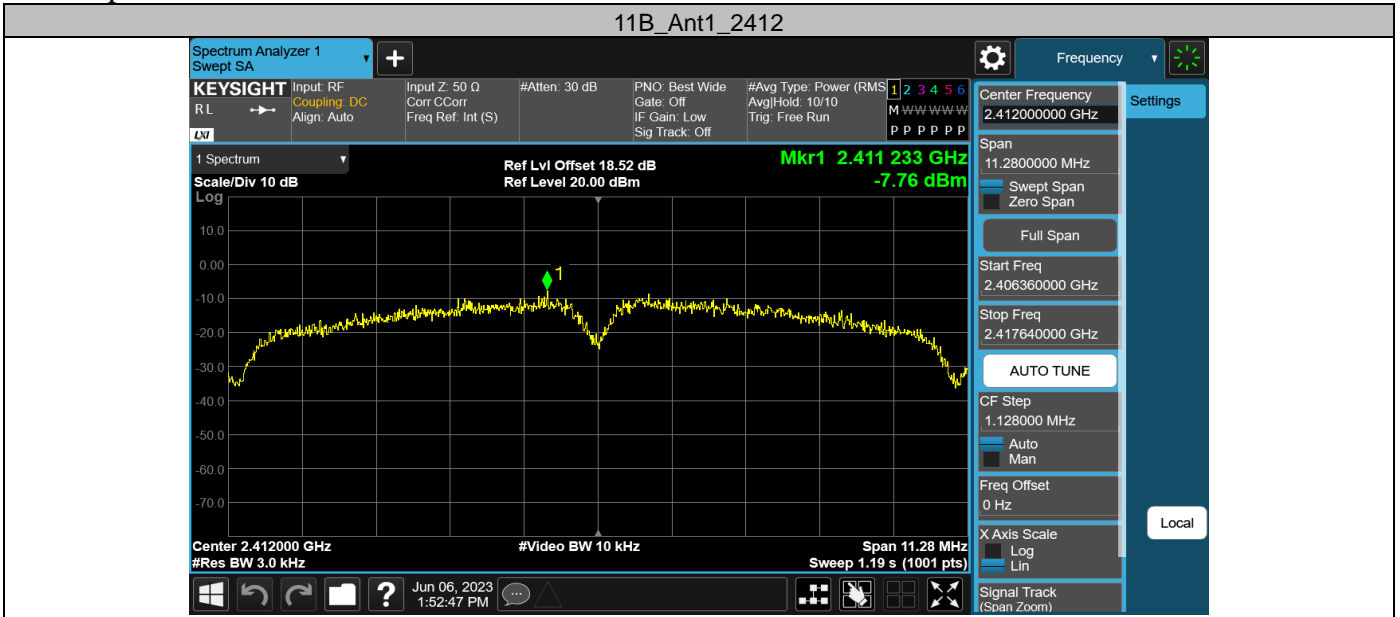 11B_Ant1_2412
Spectrum Analyzer 1
Swept SA
Frequency
KEYSIGHT
RL
LXI
Input: RF
Coupling: DC
Align: Auto
Input Z: 50 Ω
Corr CCorr
Freq Ref: Int (S)
#Atten: 30 dB
PNO: Best Wide
Gate: Off
IF Gain: Low
Sig Track: Off
#Avg Type: Power (RMS
Avg|Hold: 10/10
Trig: Free Run
1 2 3 4 5 6
M W W W W W
P P P P P P
1 Spectrum
Scale/Div 10 dB
Log
Ref Lvl Offset 18.52 dB
Ref Level 20.00 dBm
Mkr1 2.411 233 GHz
-7.76 dBm
10.0
0.00
-10.0
-20.0
-30.0
-40.0
-50.0
-60.0
-70.0
1
Center 2.412000 GHz
#Res BW 3.0 kHz
#Video BW 10 kHz
Span 11.28 MHz
Sweep 1.19 s (1001 pts)
?
Jun 06, 2023
1:52:47 PM
Center Frequency
2.412000000 GHz
Span
11.2800000 MHz
Swept Span
Zero Span
Full Span
Start Freq
2.406360000 GHz
Stop Freq
2.417640000 GHz
AUTO TUNE
CF Step
1.128000 MHz
Auto
Man
Freq Offset
0 Hz
X Axis Scale
Log
Lin
Signal Track
(Span Zoom)
Settings
Local